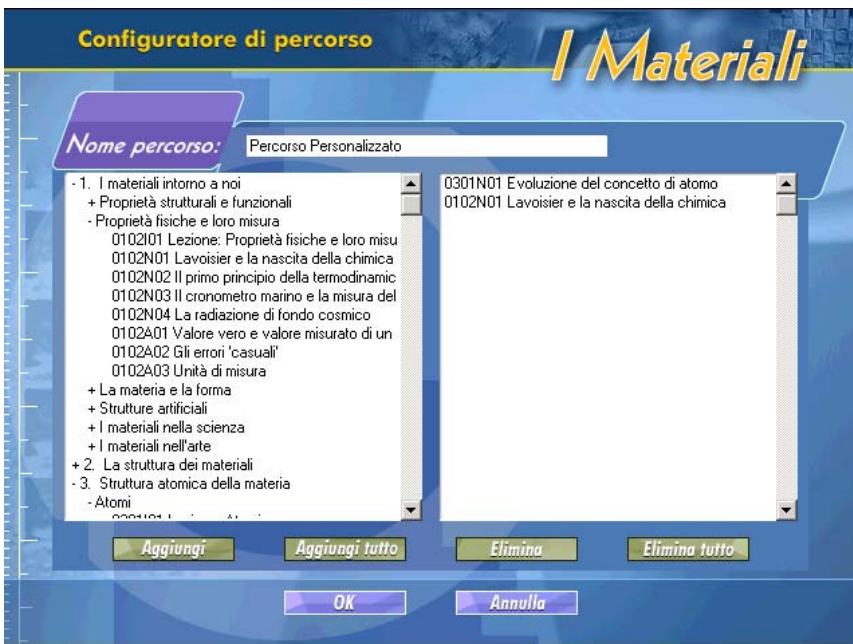 Configuratore di percorso
I Materiali
Nome percorso: Percorso Personalizzato
- 1. I materiali intorno a noi
+ Proprietà strutturali e funzionali
- Proprietà fisiche e loro misura
0102I01 Lezione: Proprietà fisiche e loro misu
0102N01 Lavoisier e la nascita della chimica
0102N02 Il primo principio della termodinamic
0102N03 Il cronometro marino e la misura del
0102N04 La radiazione di fondo cosmico
0102A01 Valore vero e valore misurato di un
0102A02 Gli errori 'casuali'
0102A03 Unità di misura
+ La materia e la forma
+ Strutture artificiali
+ I materiali nella scienza
+ I materiali nell'arte
+ 2. La struttura dei materiali
- 3. Struttura atomica della materia
- Atomi
0301N01 Evoluzione del concetto di atomo
0102N01 Lavoisier e la nascita della chimica
Aggiungi Aggiungi tutto Elimina Elimina tutto
OK Annulla